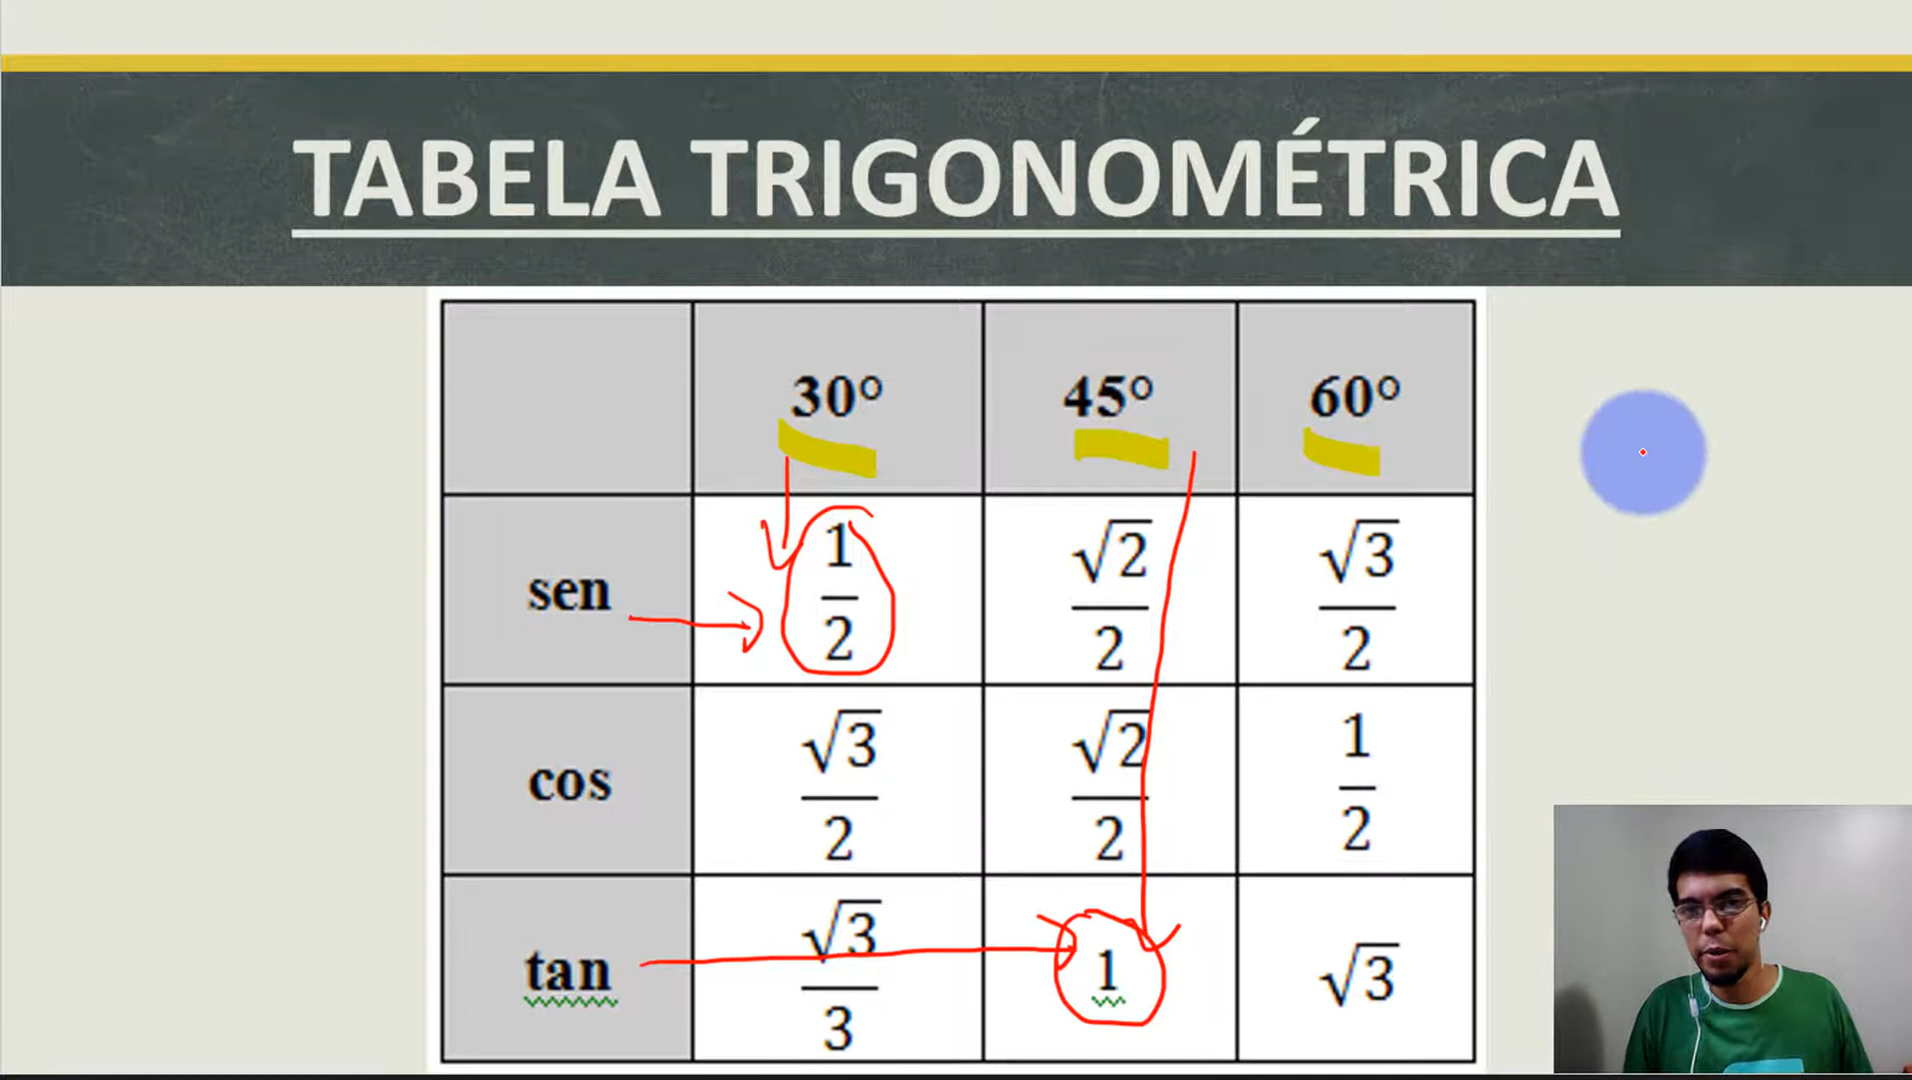 TABELA TRIGONOMÉTRICA
30° 45° 60°
sen 1/2 √2/2 √3/2
cos √3/2 √2/2 1/2
tan √3/3 1 √3